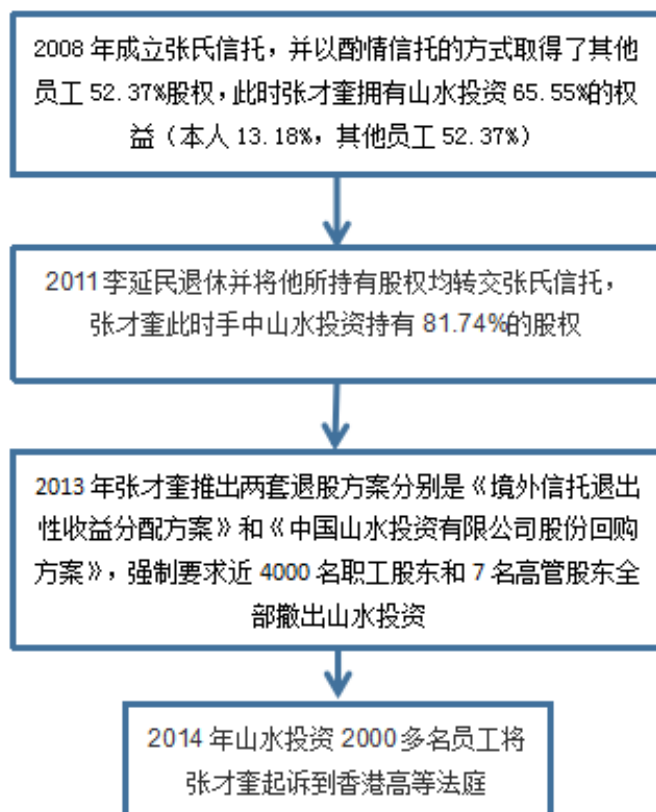 2008 年成立张氏信托，并以酌情信托的方式取得了其他
员工 52.37%股权，此时张才奎拥有山水投资 65.55%的权
益（本人 13.18%，其他员工 52.37%）
2011 李延民退休并将他所持有股权均转交张氏信托，
张才奎此时手中山水投资持有 81.74%的股权
2013 年张才奎推出两套退股方案分别是《境外信托退出
性收益分配方案》和《中国山水投资有限公司股份回购
方案》，强制要求近 4000 名职工股东和 7 名高管股东全
部撤出山水投资
2014 年山水投资 2000 多名员工将
张才奎起诉到香港高等法庭